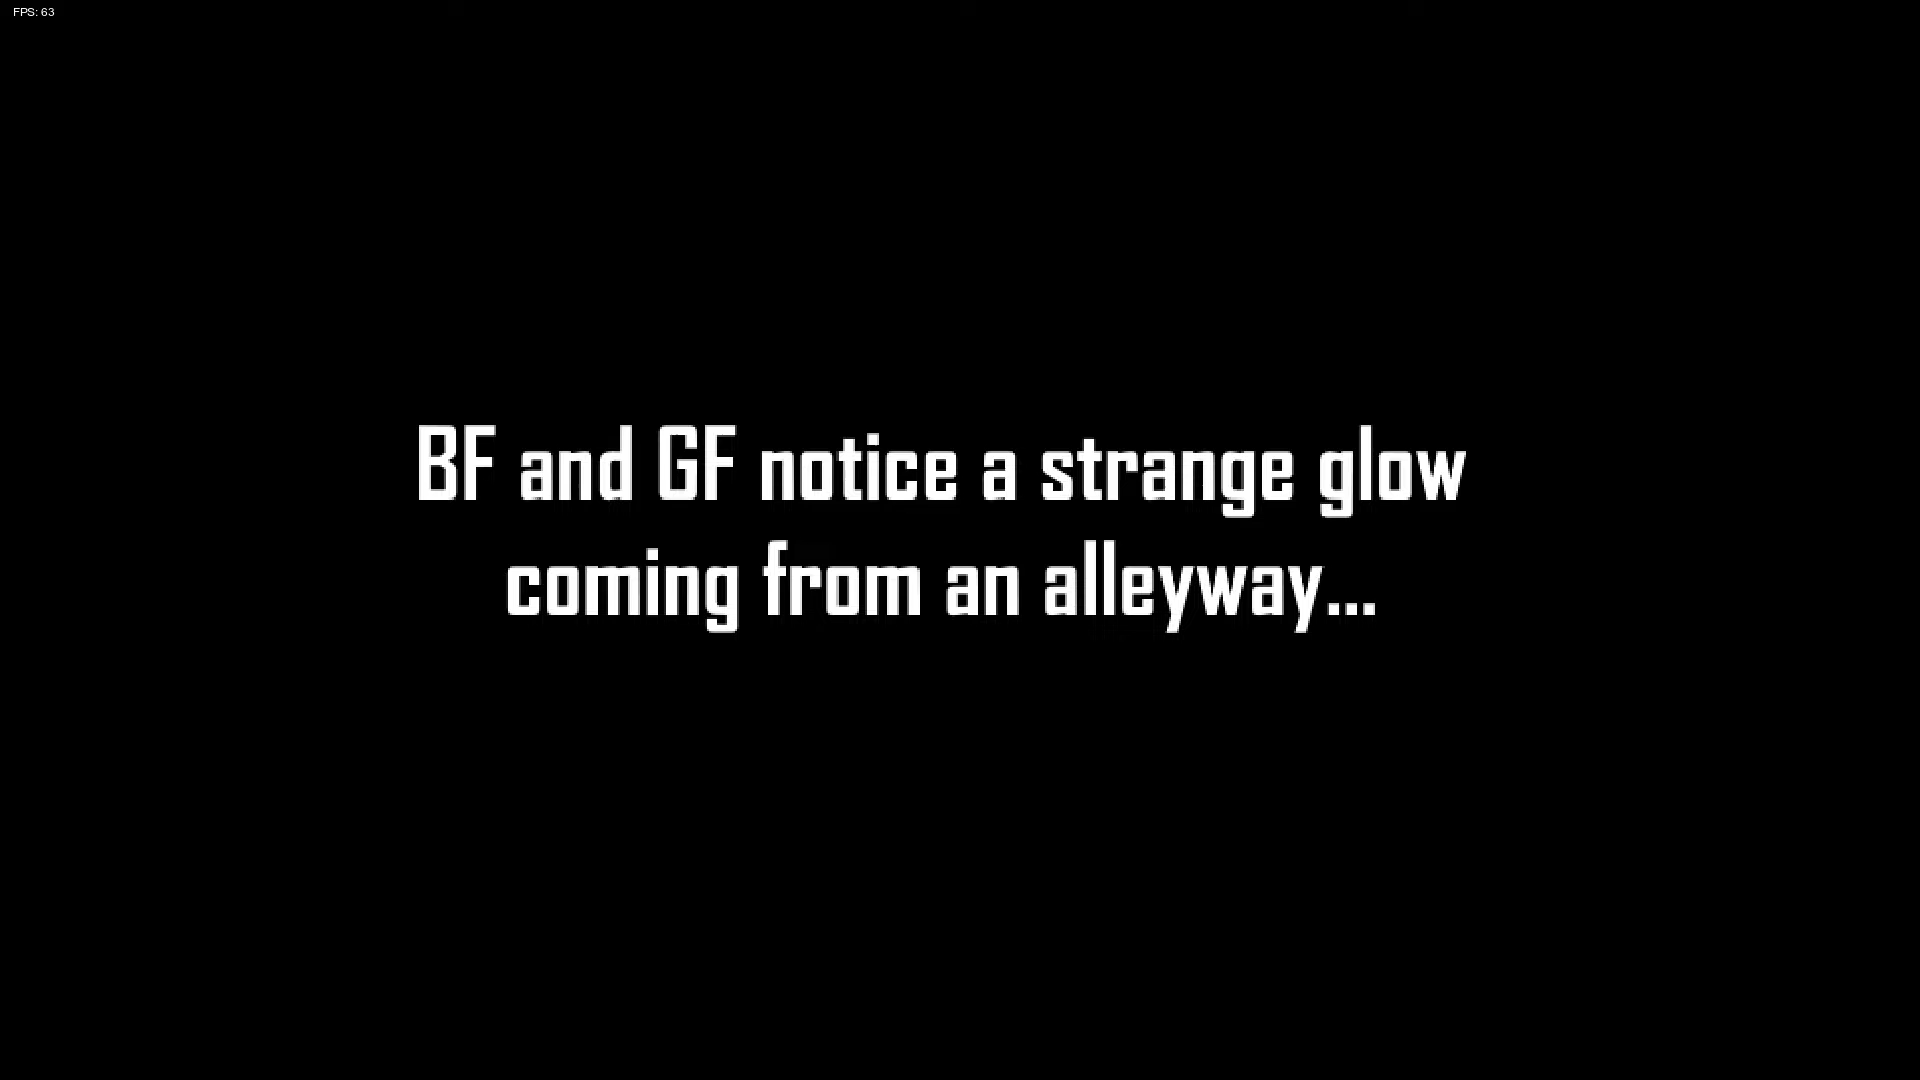 FPS: 63
BF and GF notice a strange glow
coming from an alleyway...